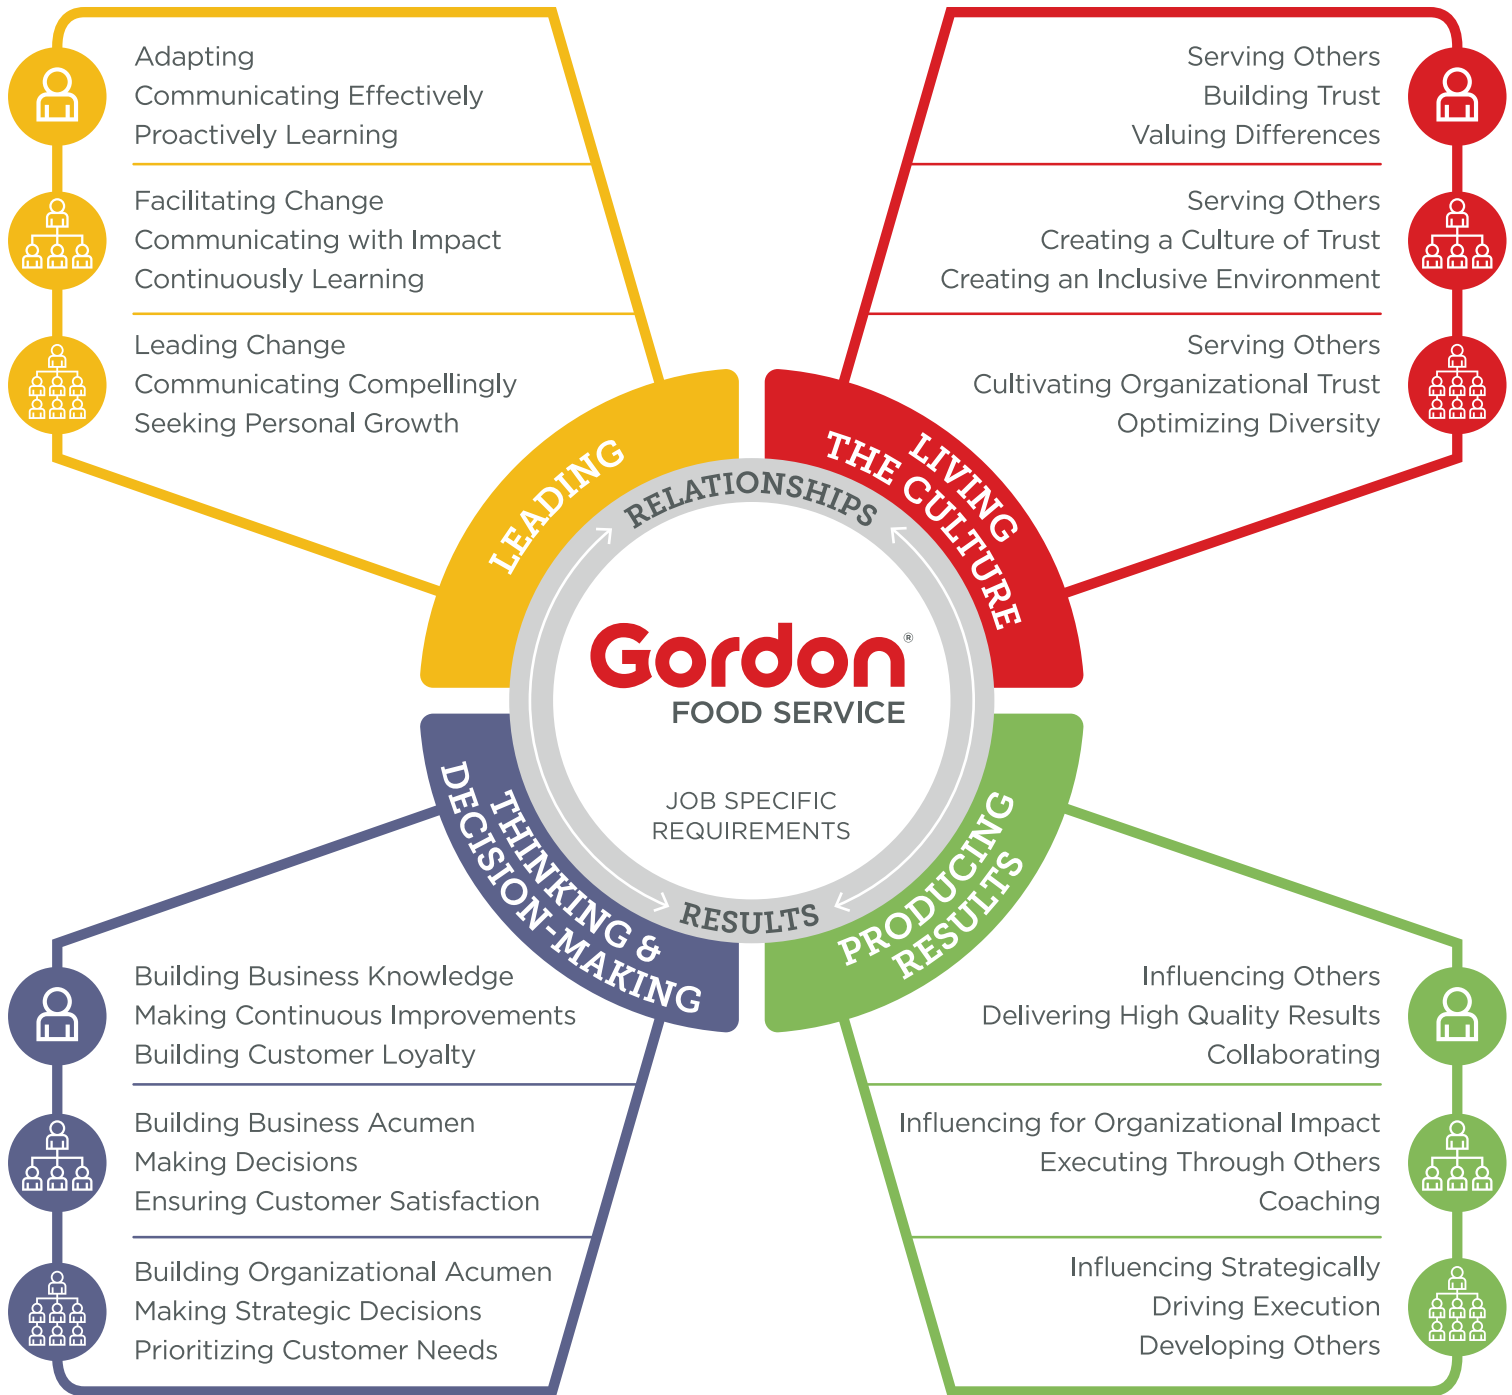 Adapting
Communicating Effectively
Proactively Learning
Facilitating Change
Communicating with Impact
Continuously Learning
Leading Change
Communicating Compellingly
Seeking Personal Growth
LEADING
Serving Others
Building Trust
Valuing Differences
Serving Others
Creating a Culture of Trust
Creating an Inclusive Environment
Serving Others
Cultivating Organizational Trust
Optimizing Diversity
LIVING
THE CULTURE
RELATIONSHIPS
Gordon®
FOOD SERVICE
JOB SPECIFIC
REQUIREMENTS
RESULTS
THINKING &
DECISION-MAKING
Building Business Knowledge
Making Continuous Improvements
Building Customer Loyalty
Building Business Acumen
Making Decisions
Ensuring Customer Satisfaction
Building Organizational Acumen
Making Strategic Decisions
Prioritizing Customer Needs
PRODUCING
RESULTS
Influencing Others
Delivering High Quality Results
Collaborating
Influencing for Organizational Impact
Executing Through Others
Coaching
Influencing Strategically
Driving Execution
Developing Others